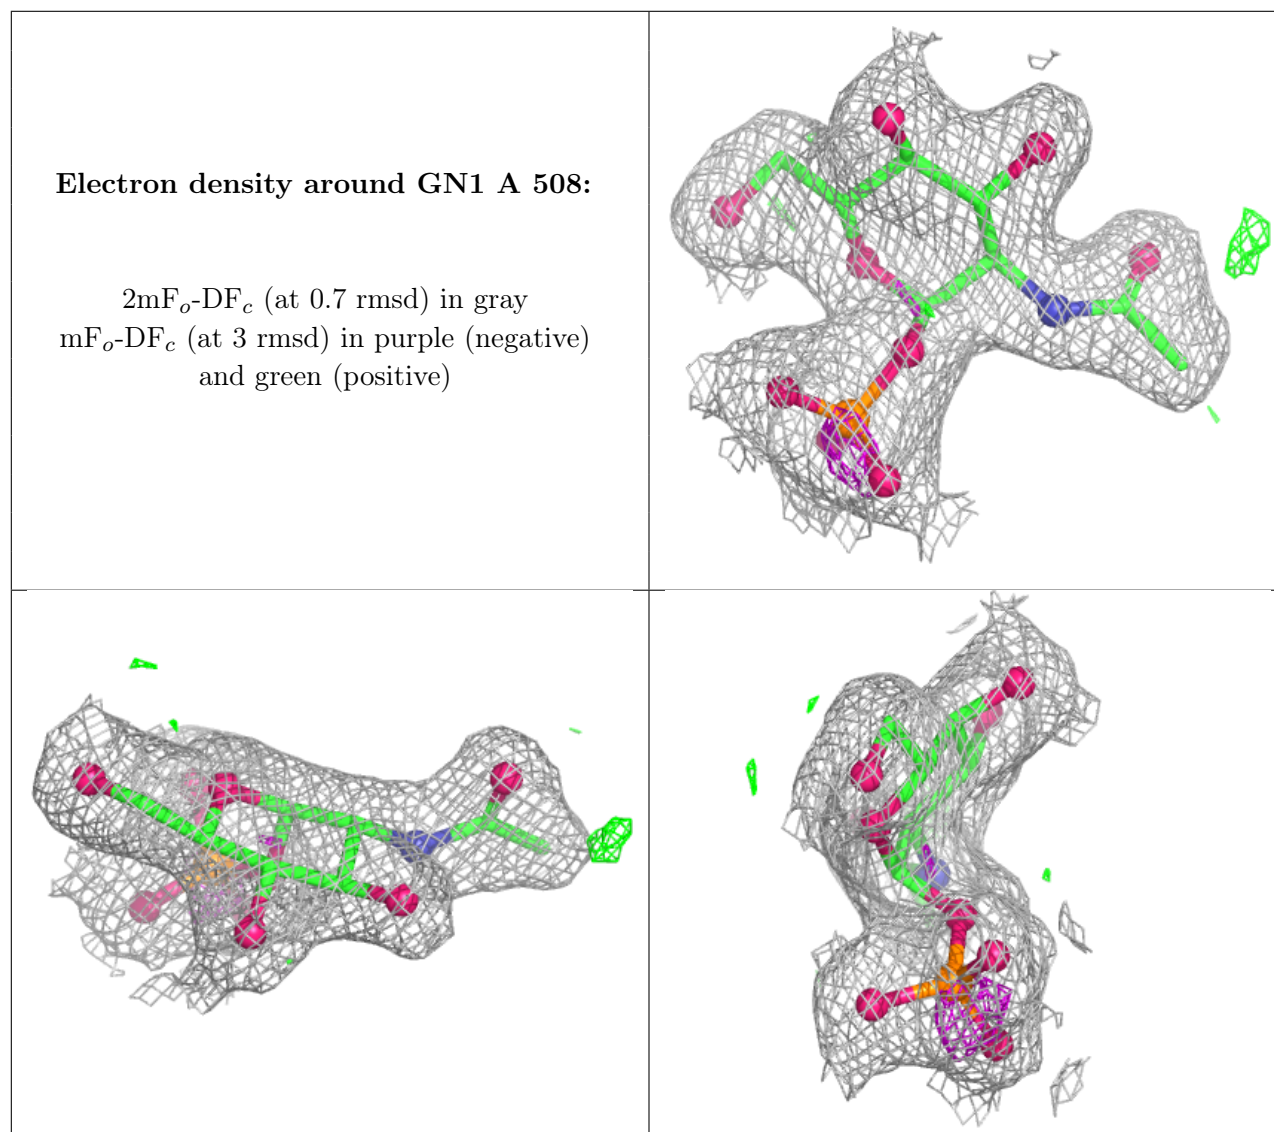 Electron density around GN1 A 508:
2mFo-DFc (at 0.7 rmsd) in gray
mFo-DFc (at 3 rmsd) in purple (negative)
and green (positive)